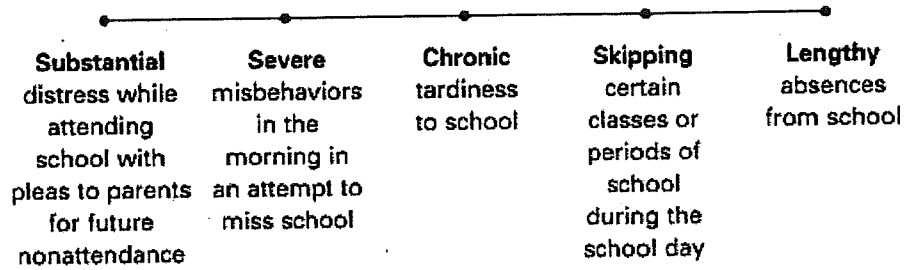 Substantial
distress while
attending
school with
pleas to parents
for future
nonattendance
Severe
misbehaviors
in the
morning in
an attempt to
miss school
Chronic
tardiness
to school
Skipping
certain
classes or
periods of
school
during the
school day
Lengthy
absences
from school